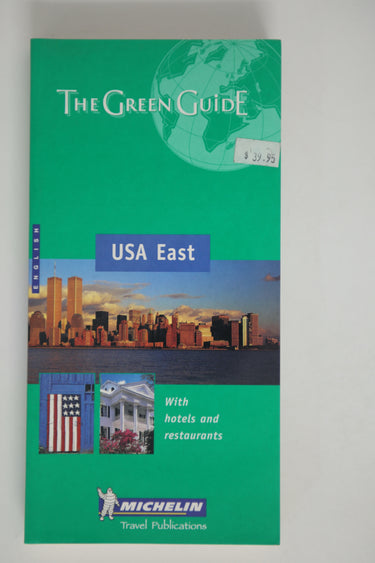 THE GREEN GUIDE
$ 39.95
ENGLISH
USA East
With
hotels and
restaurants
MICHELIN
Travel Publications